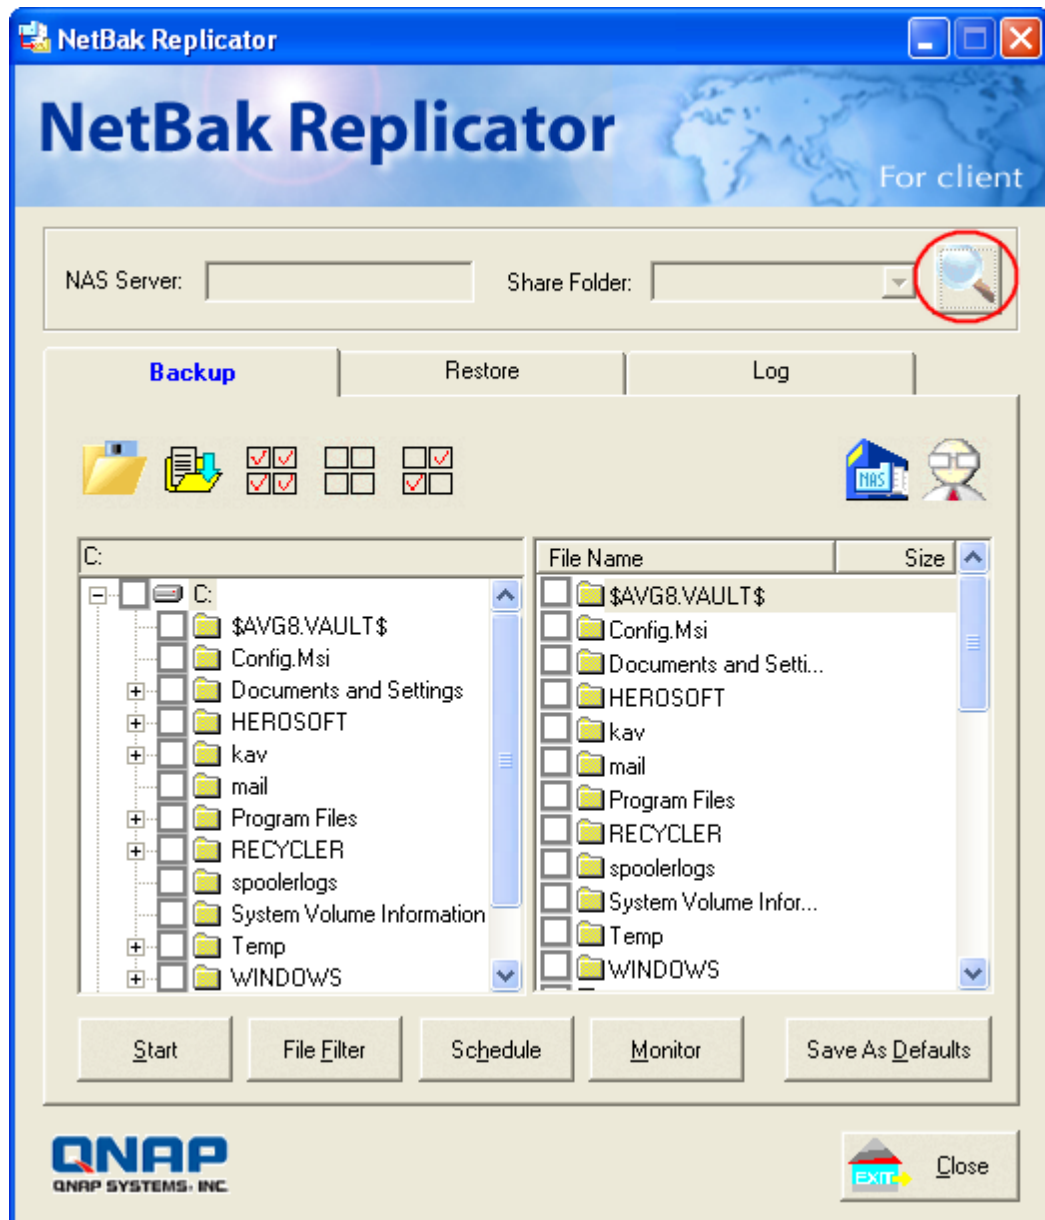 NetBak Replicator
NetBak Replicator
For client
NAS Server:
Share Folder:
Backup
Restore
Log
NAS
C:
C:
$AVG8.VAULT$
Config.Msi
Documents and Settings
HEROSOFT
kav
mail
Program Files
RECYCLER
spoolerlogs
System Volume Information
Temp
WINDOWS
File Name Size
$AVG8.VAULT$
Config.Msi
Documents and Setti...
HEROSOFT
kav
mail
Program Files
RECYCLER
spoolerlogs
System Volume Infor...
Temp
WINDOWS
Start
File Filter
Schedule
Monitor
Save As Defaults
QNAP
QNAP SYSTEMS, INC.
EXIT
Close